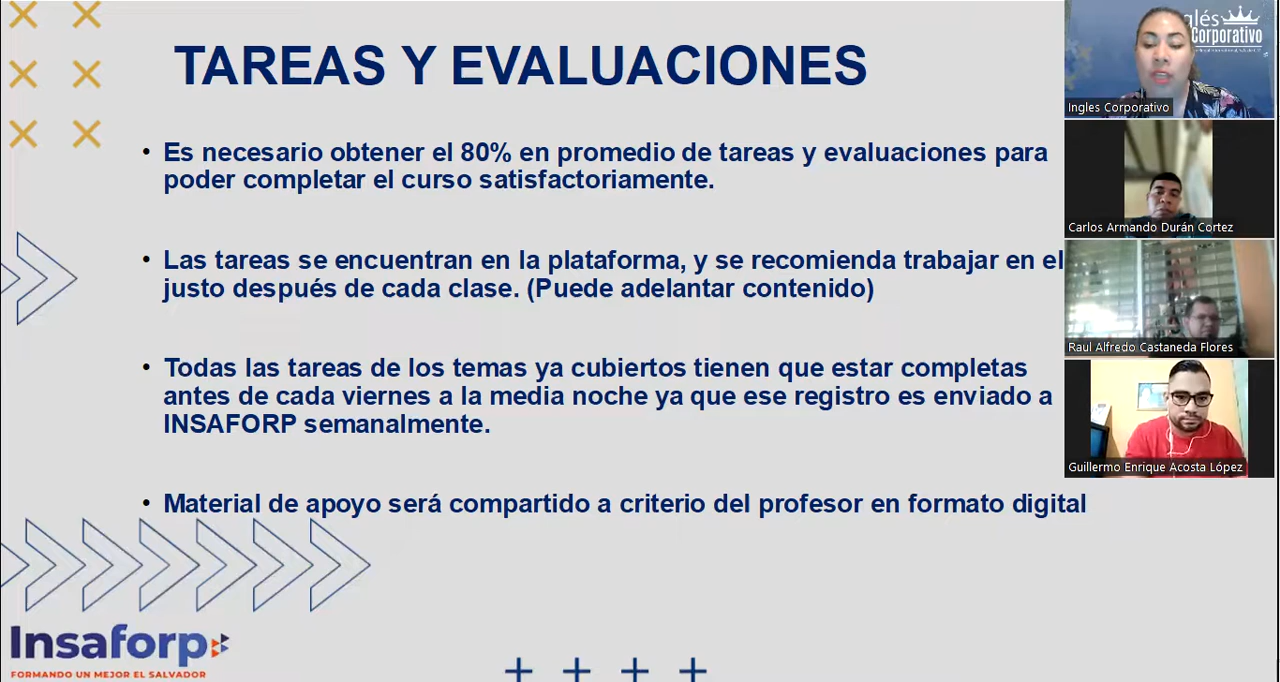 TAREAS Y EVALUACIONES
• Es necesario obtener el 80% en promedio de tareas y evaluaciones para
poder completar el curso satisfactoriamente.
• Las tareas se encuentran en la plataforma, y se recomienda trabajar en el
justo después de cada clase. (Puede adelantar contenido)
• Todas las tareas de los temas ya cubiertos tienen que estar completas
antes de cada viernes a la media noche ya que ese registro es enviado a
INSAFORP semanalmente.
• Material de apoyo será compartido a criterio del profesor en formato digital
Insaforp
FORMANDO UN MEJOR EL SALVADOR
glés
Corporativo
Ingles Corporativo
Carlos Armando Durán Cortez
Raul Alfredo Castaneda Flores
Guillermo Enrique Acosta López